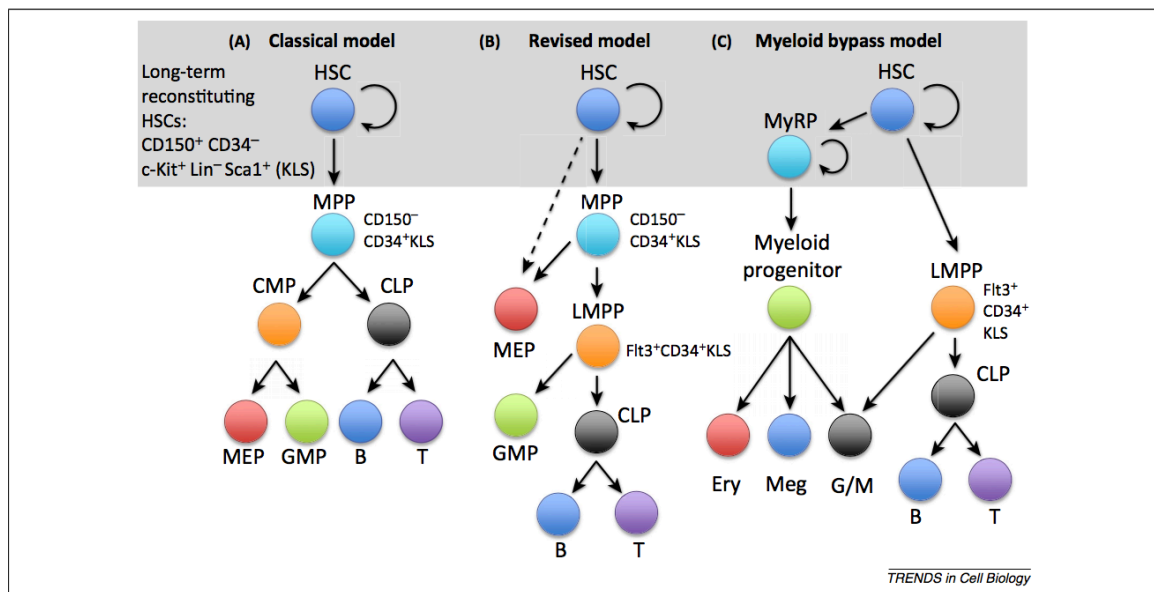 (A) Classical model
HSC
Long-term
reconstituting
HSCs:
CD150⁺ CD34⁻
c-Kit⁺ Lin⁻ Sca1⁺ (KLS)
MPP
CD150⁻
CD34⁺KLS
CMP
CLP
MEP
GMP
B
T
(B) Revised model
HSC
MPP
CD150⁻
CD34⁺KLS
MEP
LMPP
Flt3⁺CD34⁺KLS
GMP
CLP
B
T
(C) Myeloid bypass model
HSC
MyRP
Myeloid
progenitor
LMPP
Flt3⁺
CD34⁺
KLS
CLP
Ery
Meg
G/M
B
T
TRENDS in Cell Biology